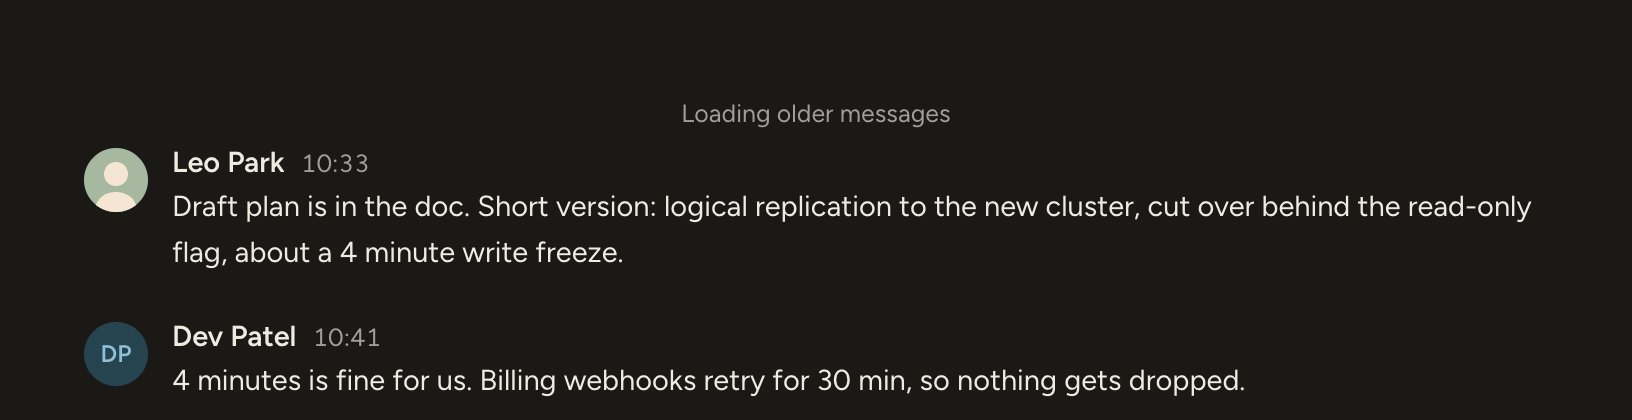 Loading older messages
Leo Park 10:33
Draft plan is in the doc. Short version: logical replication to the new cluster, cut over behind the read-only
flag, about a 4 minute write freeze.
DP
Dev Patel 10:41
4 minutes is fine for us. Billing webhooks retry for 30 min, so nothing gets dropped.